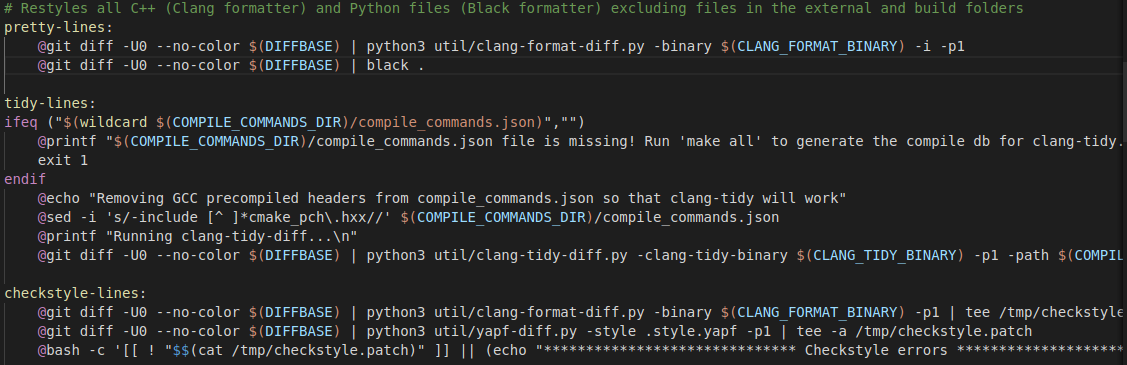 # Restyles all C++ (Clang formatter) and Python files (Black formatter) excluding files in the external and build folders
pretty-lines:
    @git diff -U0 --no-color $(DIFFBASE) | python3 util/clang-format-diff.py -binary $(CLANG_FORMAT_BINARY) -i -p1
    @git diff -U0 --no-color $(DIFFBASE) | black .
tidy-lines:
ifeq ("$(wildcard $(COMPILE_COMMANDS_DIR)/compile_commands.json)","")
    @printf "$(COMPILE_COMMANDS_DIR)/compile_commands.json file is missing! Run 'make all' to generate the compile db for clang-tidy.
    exit 1
endif
    @echo "Removing GCC precompiled headers from compile_commands.json so that clang-tidy will work"
    @sed -i 's/-include [^ ]*cmake_pch\.hxx//' $(COMPILE_COMMANDS_DIR)/compile_commands.json
    @printf "Running clang-tidy-diff...\n"
    @git diff -U0 --no-color $(DIFFBASE) | python3 util/clang-tidy-diff.py -clang-tidy-binary $(CLANG_TIDY_BINARY) -p1 -path $(COMPIL
checkstyle-lines:
    @git diff -U0 --no-color $(DIFFBASE) | python3 util/clang-format-diff.py -binary $(CLANG_FORMAT_BINARY) -p1 | tee /tmp/checkstyle
    @git diff -U0 --no-color $(DIFFBASE) | python3 util/yapf-diff.py -style .style.yapf -p1 | tee -a /tmp/checkstyle.patch
    @bash -c '[[ ! "$$(cat /tmp/checkstyle.patch)" ]] || (echo "****************************** Checkstyle errors ********************